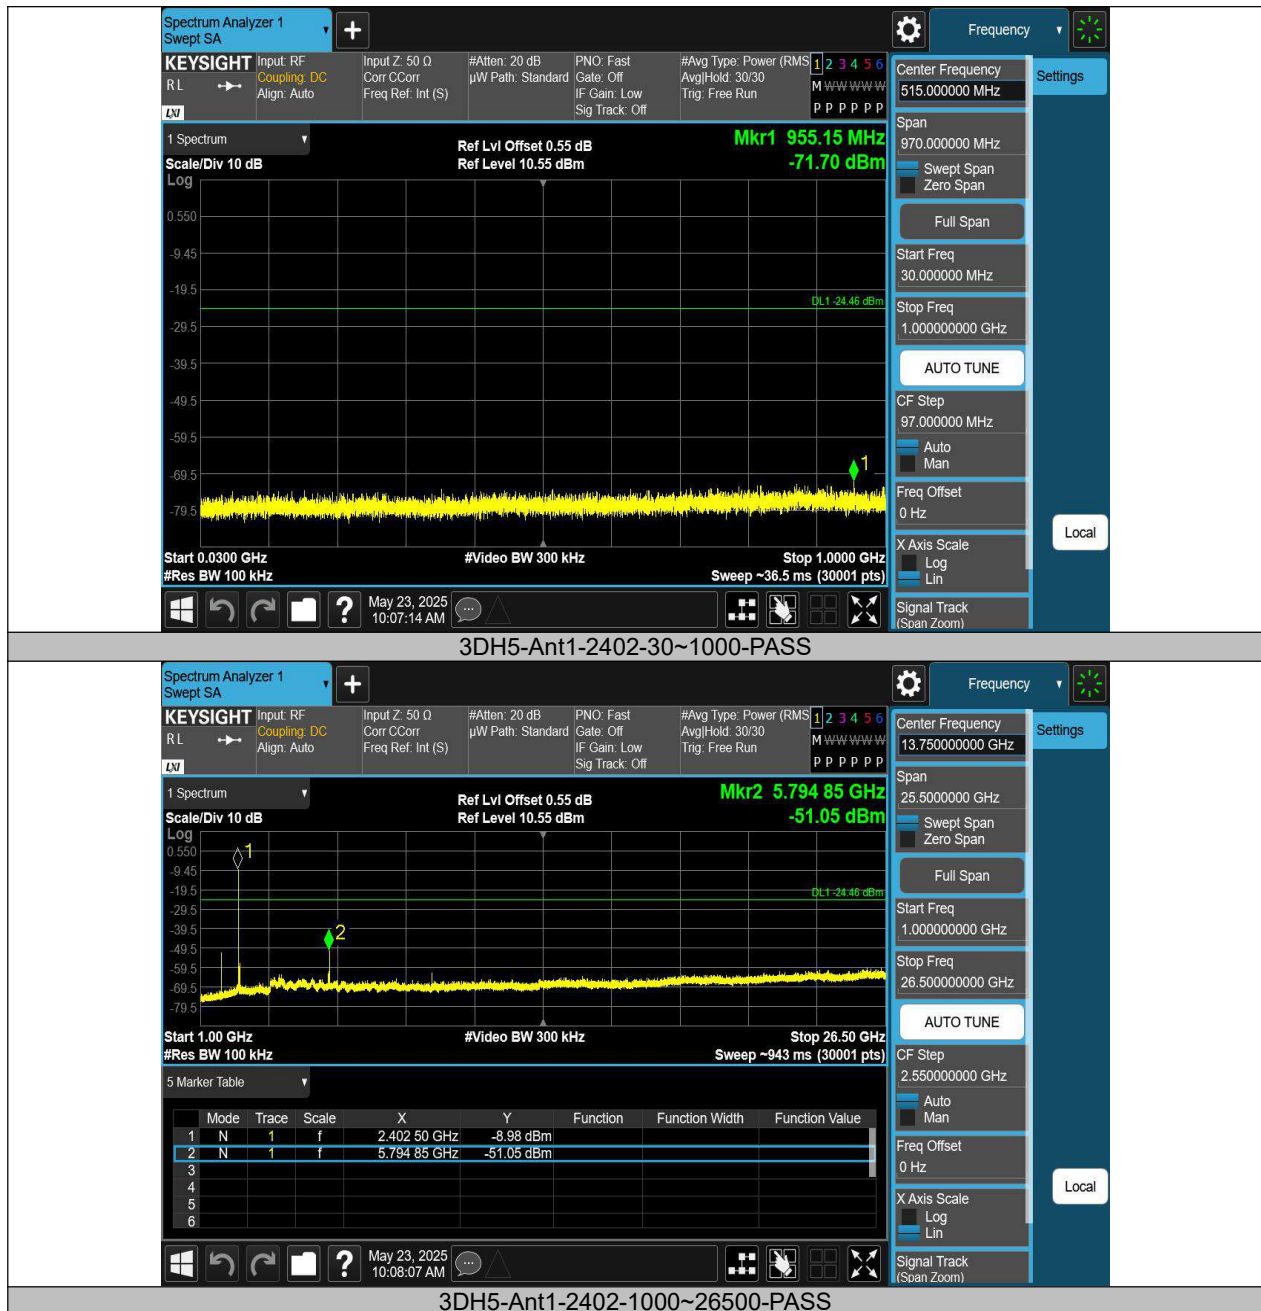 Spectrum Analyzer 1
Swept SA
Frequency
KEYSIGHT
R L
LXI
Input: RF
Coupling: DC
Align: Auto
Input Z: 50 Ω
Corr CCorr
Freq Ref: Int (S)
#Atten: 20 dB
µW Path: Standard
PNO: Fast
Gate: Off
IF Gain: Low
Sig Track: Off
#Avg Type: Power (RMS
Avg|Hold: 30/30
Trig: Free Run
1 2 3 4 5 6
M W W W W W
P P P P P P
Settings
Center Frequency
515.000000 MHz
Span
970.000000 MHz
Swept Span
Zero Span
Full Span
Start Freq
30.000000 MHz
Stop Freq
1.000000000 GHz
AUTO TUNE
CF Step
97.000000 MHz
Auto
Man
Freq Offset
0 Hz
X Axis Scale
Log
Lin
Signal Track
(Span Zoom)
Local
1 Spectrum
Scale/Div 10 dB
Ref Lvl Offset 0.55 dB
Ref Level 10.55 dBm
Mkr1 955.15 MHz
-71.70 dBm
Log
0.550
-9.45
-19.5
DL1 -24.46 dBm
-29.5
-39.5
-49.5
-59.5
-69.5
1
-79.5
Start 0.0300 GHz
#Video BW 300 kHz
Stop 1.0000 GHz
#Res BW 100 kHz
Sweep ~36.5 ms (30001 pts)
?
May 23, 2025
10:07:14 AM
3DH5-Ant1-2402-30~1000-PASS
Spectrum Analyzer 1
Swept SA
Frequency
KEYSIGHT
R L
LXI
Input: RF
Coupling: DC
Align: Auto
Input Z: 50 Ω
Corr CCorr
Freq Ref: Int (S)
#Atten: 20 dB
µW Path: Standard
PNO: Fast
Gate: Off
IF Gain: Low
Sig Track: Off
#Avg Type: Power (RMS
Avg|Hold: 30/30
Trig: Free Run
1 2 3 4 5 6
M W W W W W
P P P P P P
Settings
Center Frequency
13.750000000 GHz
Span
25.5000000 GHz
Swept Span
Zero Span
Full Span
Start Freq
1.000000000 GHz
Stop Freq
26.500000000 GHz
AUTO TUNE
CF Step
2.550000000 GHz
Auto
Man
Freq Offset
0 Hz
X Axis Scale
Log
Lin
Signal Track
(Span Zoom)
Local
1 Spectrum
Scale/Div 10 dB
Ref Lvl Offset 0.55 dB
Ref Level 10.55 dBm
Mkr2 5.794 85 GHz
-51.05 dBm
Log
0.550
1
-9.45
-19.5
DL1 -24.46 dBm
-29.5
-39.5
2
-49.5
-59.5
-69.5
-79.5
Start 1.00 GHz
#Video BW 300 kHz
Stop 26.50 GHz
#Res BW 100 kHz
Sweep ~943 ms (30001 pts)
5 Marker Table
Mode Trace Scale X Y Function Function Width Function Value
1 N 1 f 2.402 50 GHz -8.98 dBm
2 N 1 f 5.794 85 GHz -51.05 dBm
3
4
5
6
?
May 23, 2025
10:08:07 AM
3DH5-Ant1-2402-1000~26500-PASS